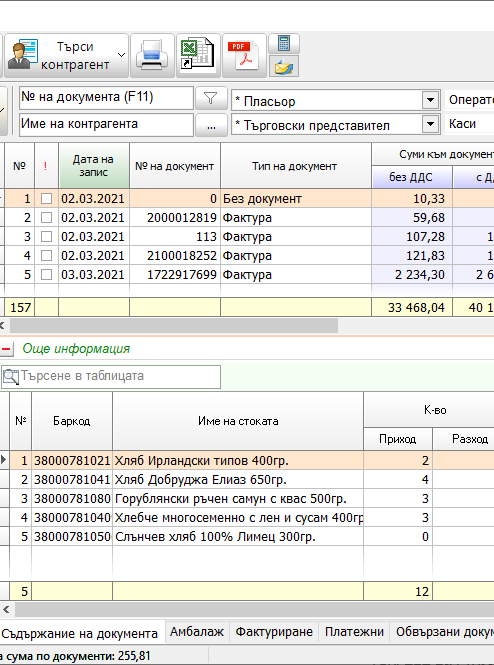 Търси
контрагент
PDF
№ на документа (F11)
* Пласьор
Операто
Име на контрагента
...
* Търговски представител
Каси
№ ! Дата на запис № на документ Тип на документ Суми към документ
без ДДС с Д
1 02.03.2021 0 Без документ 10,33
2 02.03.2021 2000012819 Фактура 59,68
3 02.03.2021 113 Фактура 107,28 1
4 02.03.2021 2100018252 Фактура 121,83 1
5 03.03.2021 1722917699 Фактура 2 234,30 2 6
157 33 468,04 40 1
Още информация
Търсене в таблицата
№ Баркод Име на стоката К-во
Приход Разход
1 38000781021 Хляб Ирландски типов 400гр. 2
2 38000781041 Хляб Добруджа Елиаз 650гр. 4
3 38000781080 Горублянски ръчен самун с квас 500гр. 3
4 38000781040 Хлебче многосеменно с лен и сусам 400гр 3
5 38000781050 Слънчев хляб 100% Лимец 300гр. 0
5 12
Съдържание на документа Амбалаж Фактуриране Платежни Обвързани доку
а сума по документи: 255,81